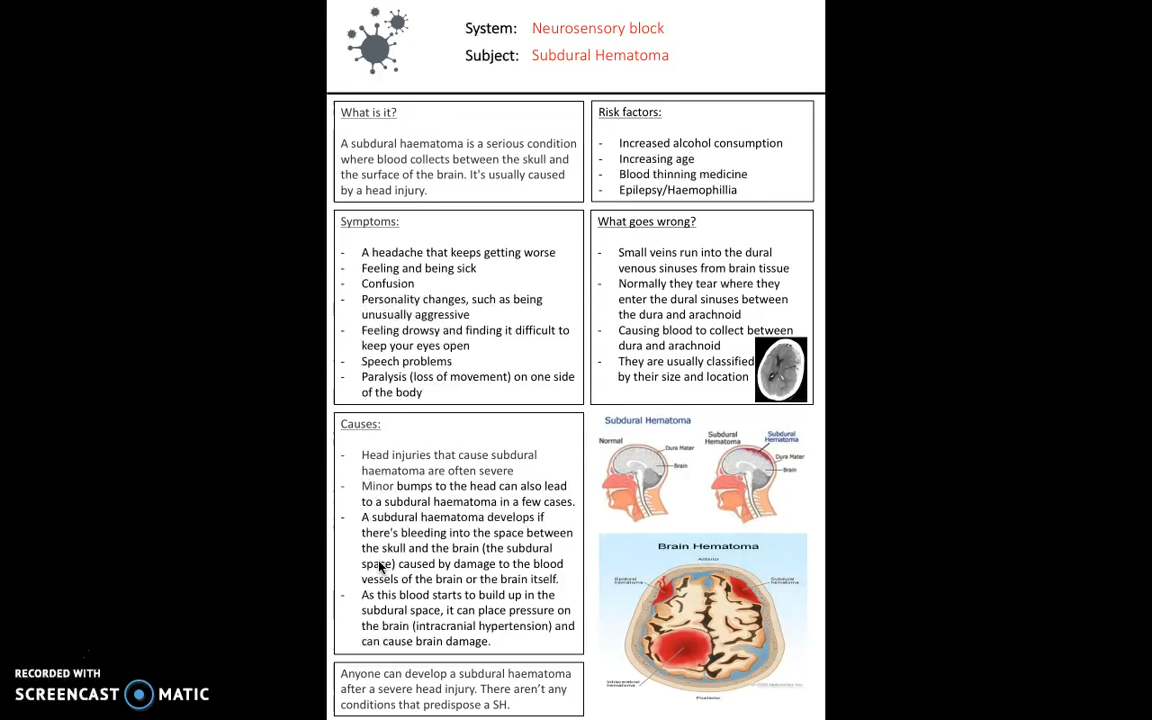 System: Neurosensory block
Subject: Subdural Hematoma
What is it?
A subdural haematoma is a serious condition
where blood collects between the skull and
the surface of the brain. It's usually caused
by a head injury.
Risk factors:
- Increased alcohol consumption
- Increasing age
- Blood thinning medicine
- Epilepsy/Haemophillia
Symptoms:
- A headache that keeps getting worse
- Feeling and being sick
- Confusion
- Personality changes, such as being
unusually aggressive
- Feeling drowsy and finding it difficult to
keep your eyes open
- Speech problems
- Paralysis (loss of movement) on one side
of the body
What goes wrong?
- Small veins run into the dural
venous sinuses from brain tissue
- Normally they tear where they
enter the dural sinuses between
the dura and arachnoid
- Causing blood to collect between
dura and arachnoid
- They are usually classified
by their size and location
Causes:
- Head injuries that cause subdural
haematoma are often severe
- Minor bumps to the head can also lead
to a subdural haematoma in a few cases.
- A subdural haematoma develops if
there's bleeding into the space between
the skull and the brain (the subdural
space) caused by damage to the blood
vessels of the brain or the brain itself.
- As this blood starts to build up in the
subdural space, it can place pressure on
the brain (intracranial hypertension) and
can cause brain damage.
Anyone can develop a subdural haematoma
after a severe head injury. There aren't any
conditions that predispose a SH.
Subdural Hematoma
Normal
Dura Mater
Brain
Subdural
Hematoma
Subdural
Hematoma
Dura Mater
Brain
Brain Hematoma
Anterior
Epidural
hematoma
Subdural
hematoma
Intracerebral
hematoma
Posterior
RECORDED WITH
SCREENCAST MATIC